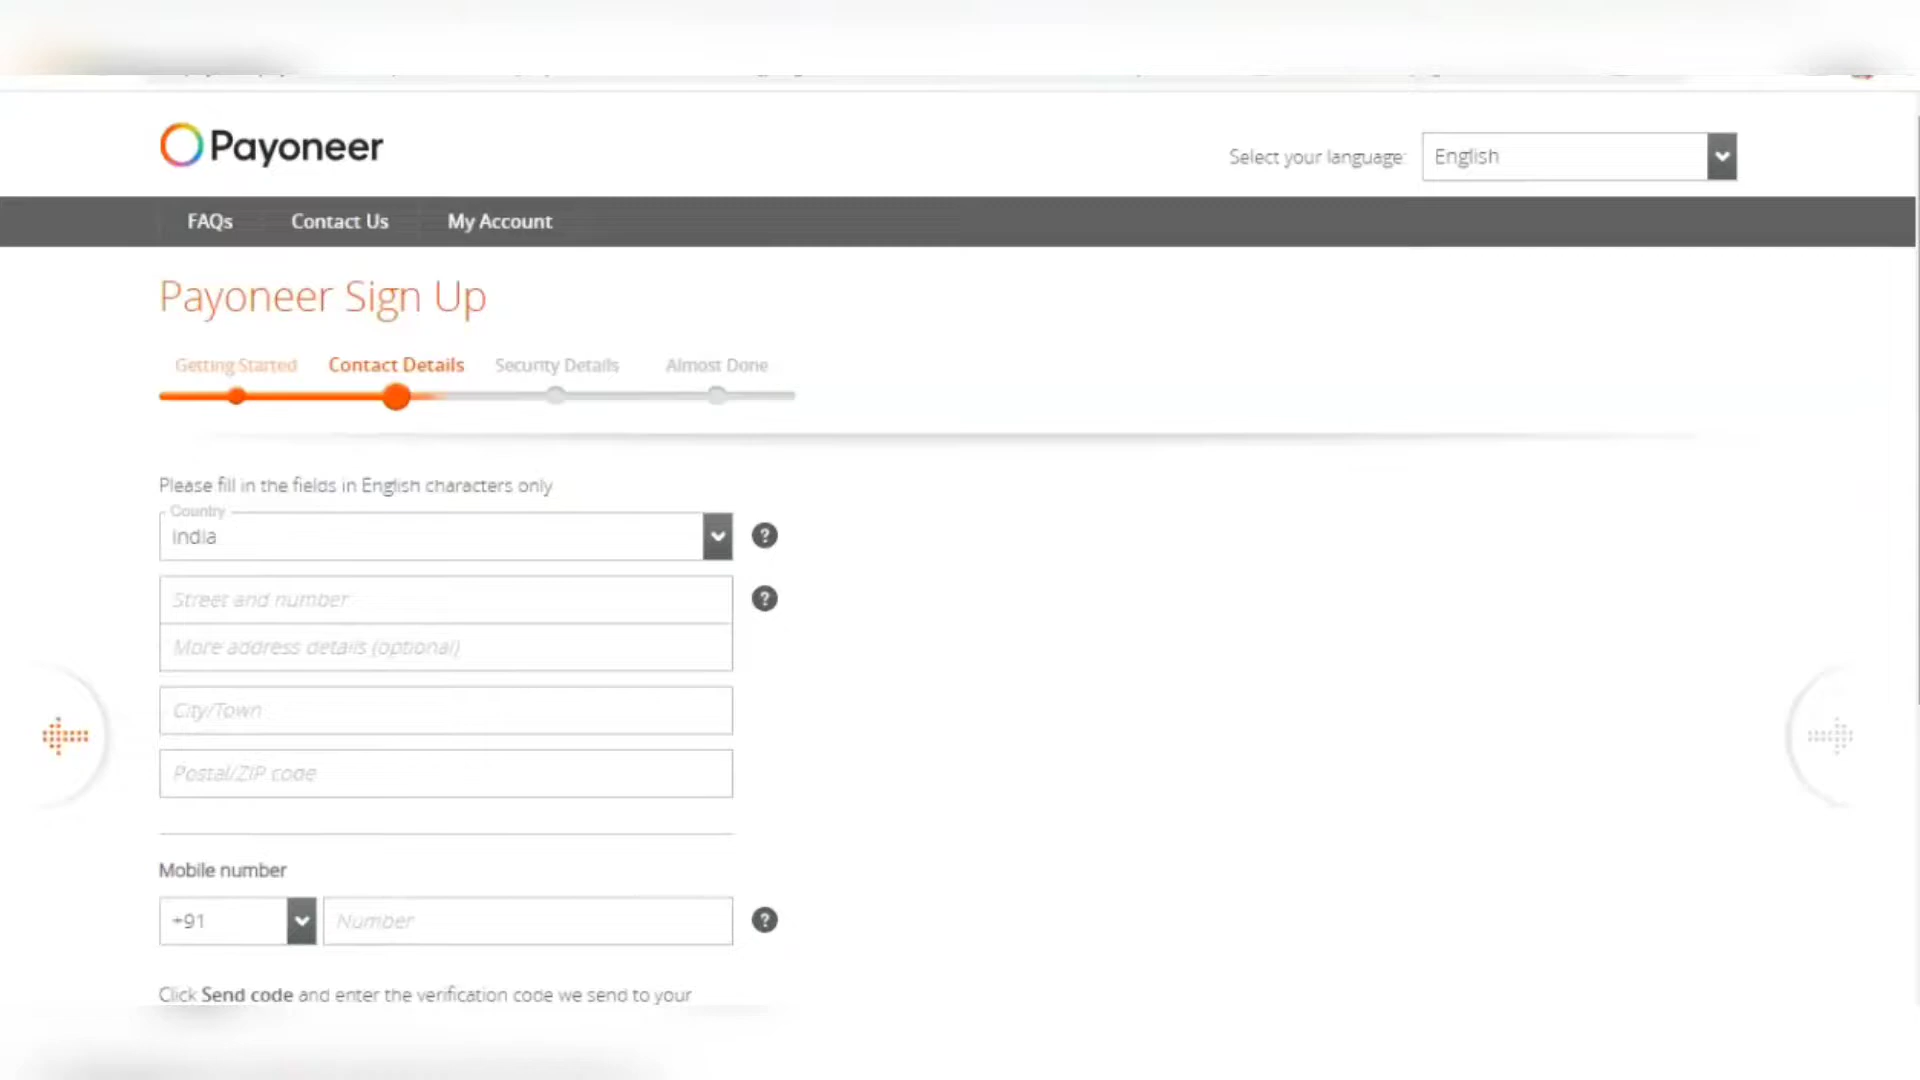 Payoneer
Select your language: English
FAQs Contact Us My Account
Payoneer Sign Up
Getting Started Contact Details Security Details Almost Done
Please fill in the fields in English characters only
Country
India
?
Street and number
?
More address details (optional)
City/Town
Postal/ZIP code
Mobile number
+91 Number
?
Click Send code and enter the verification code we send to your